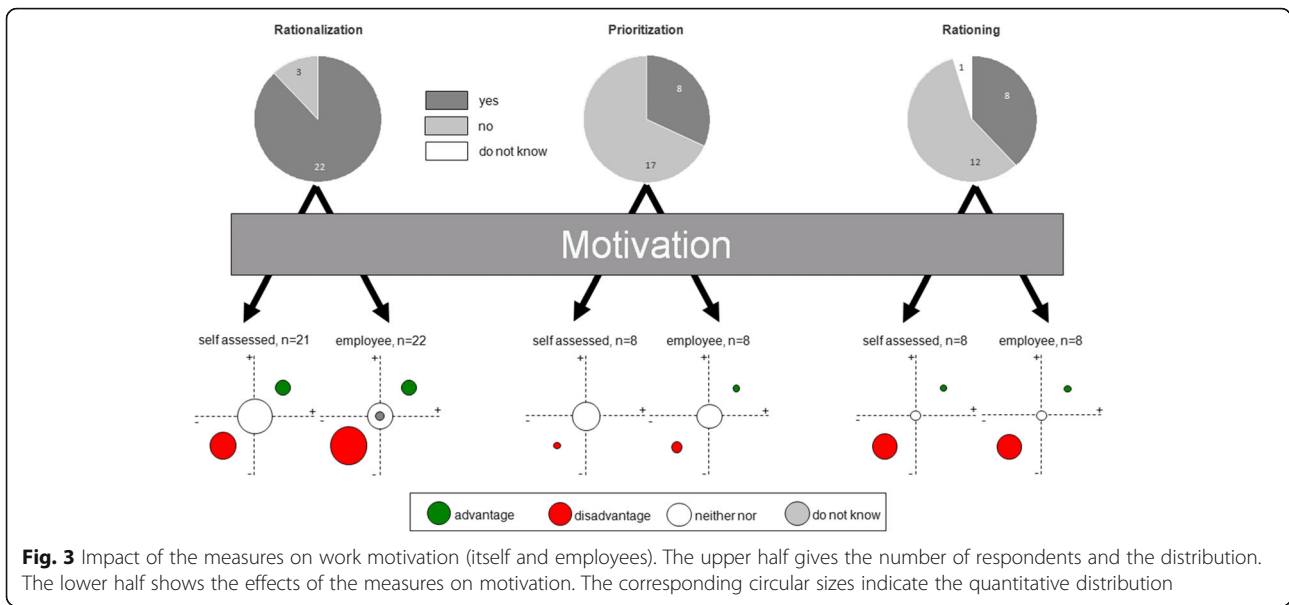 Rationalization
Prioritization
Rationing
3
22
yes
no
do not know
8
17
1
8
12
Motivation
self assessed, n=21
employee, n=22
self assessed, n=8
employee, n=8
self assessed, n=8
employee, n=8
+
+
-
-
+
+
-
-
+
+
-
-
+
+
-
-
+
+
-
-
+
+
-
-
advantage
disadvantage
neither nor
do not know
Fig. 3 Impact of the measures on work motivation (itself and employees). The upper half gives the number of respondents and the distribution.
The lower half shows the effects of the measures on motivation. The corresponding circular sizes indicate the quantitative distribution